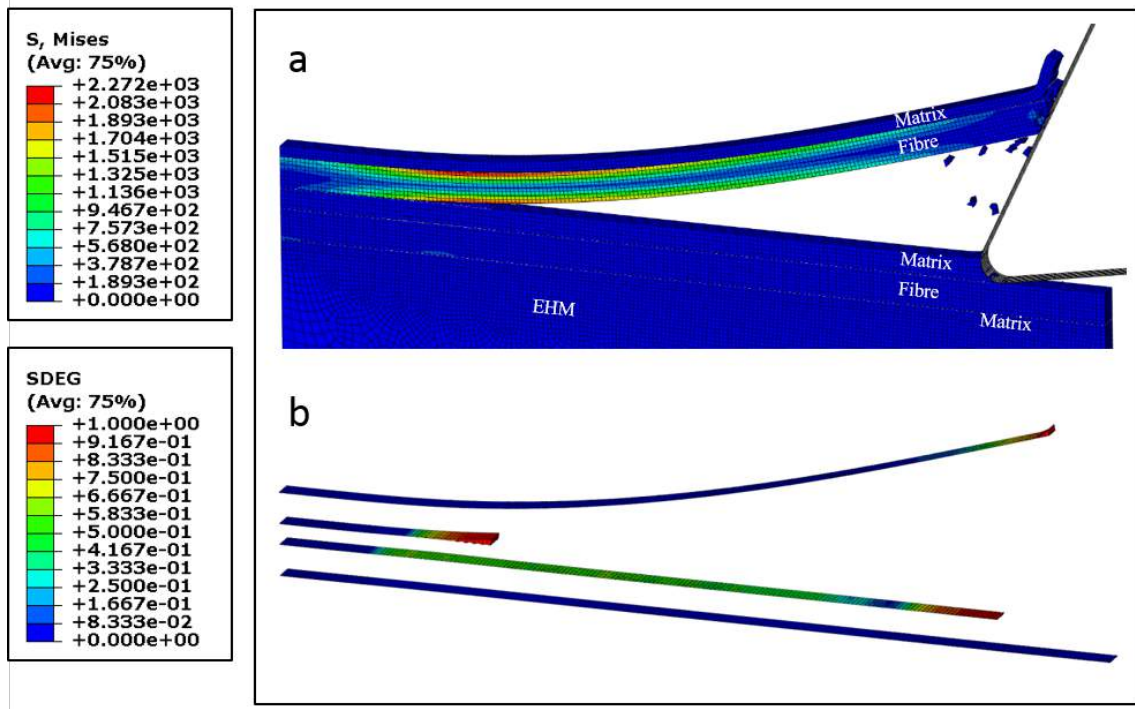 S, Mises
(Avg: 75%)
+2.272e+03
+2.083e+03
+1.893e+03
+1.704e+03
+1.515e+03
+1.325e+03
+1.136e+03
+9.467e+02
+7.573e+02
+5.680e+02
+3.787e+02
+1.893e+02
+0.000e+00
SDEG
(Avg: 75%)
+1.000e+00
+9.167e-01
+8.333e-01
+7.500e-01
+6.667e-01
+5.833e-01
+5.000e-01
+4.167e-01
+3.333e-01
+2.500e-01
+1.667e-01
+8.333e-02
+0.000e+00
a
Matrix
Fibre
Matrix
Fibre
EHM
Matrix
b